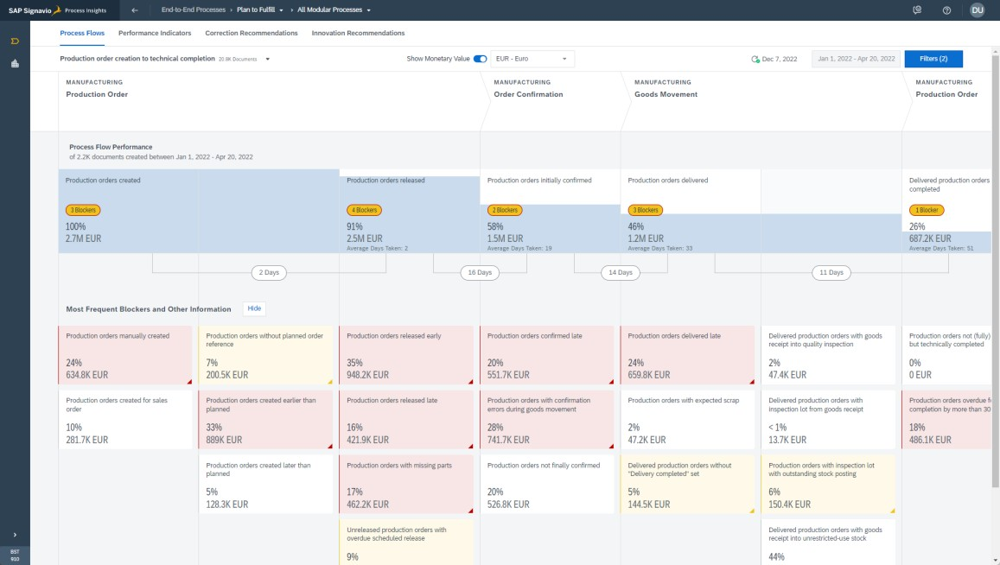 SAP Signavio Process Insights
End-to-End Processes › Plan to Fulfill › All Modular Processes
DU
Process Flows Performance Indicators Correction Recommendations Innovation Recommendations
Production order creation to technical completion 20.9K Documents
Show Monetary Value EUR - Euro
Dec 7, 2022 Jan 1, 2022 - Apr 20, 2022 Filters (2)
MANUFACTURING
Production Order
MANUFACTURING
Order Confirmation
MANUFACTURING
Goods Movement
MANUFACTURING
Production Order
Process Flow Performance
of 2.2K documents created between Jan 1, 2022 - Apr 20, 2022
Production orders created
3 Blockers
100%
2.7M EUR
Production orders released
4 Blockers
91%
2.5M EUR
Average Days Taken: 2
Production orders initially confirmed
2 Blockers
58%
1.5M EUR
Average Days Taken: 19
Production orders delivered
3 Blockers
46%
1.2M EUR
Average Days Taken: 33
Delivered production orders
completed
1 Blocker
26%
687.2K EUR
Average Days Taken: 51
2 Days
16 Days
14 Days
11 Days
Most Frequent Blockers and Other Information Hide
Production orders manually created
24%
634.8K EUR
Production orders without planned order
reference
7%
200.5K EUR
Production orders released early
35%
948.2K EUR
Production orders confirmed late
20%
551.7K EUR
Production orders delivered late
24%
659.8K EUR
Delivered production orders with goods
receipt into quality inspection
2%
47.4K EUR
Production orders not (fully)
but technically completed
0%
0 EUR
Production orders created for sales
order
10%
281.7K EUR
Production orders created earlier than
planned
33%
889K EUR
Production orders released late
16%
421.9K EUR
Production orders with confirmation
errors during goods movement
28%
741.7K EUR
Production orders with expected scrap
2%
47.2K EUR
Delivered production orders with
inspection lot from goods receipt
< 1%
13.7K EUR
Production orders overdue f
completion by more than 30
18%
486.1K EUR
Production orders created later than
planned
5%
128.3K EUR
Production orders with missing parts
17%
462.2K EUR
Production orders not finally confirmed
20%
526.8K EUR
Delivered production orders without
"Delivery completed" set
5%
144.5K EUR
Production orders with inspection lot
with outstanding stock posting
6%
150.4K EUR
Unreleased production orders with
overdue scheduled release
9%
Delivered production orders with goods
receipt into unrestricted-use stock
44%
BST
910